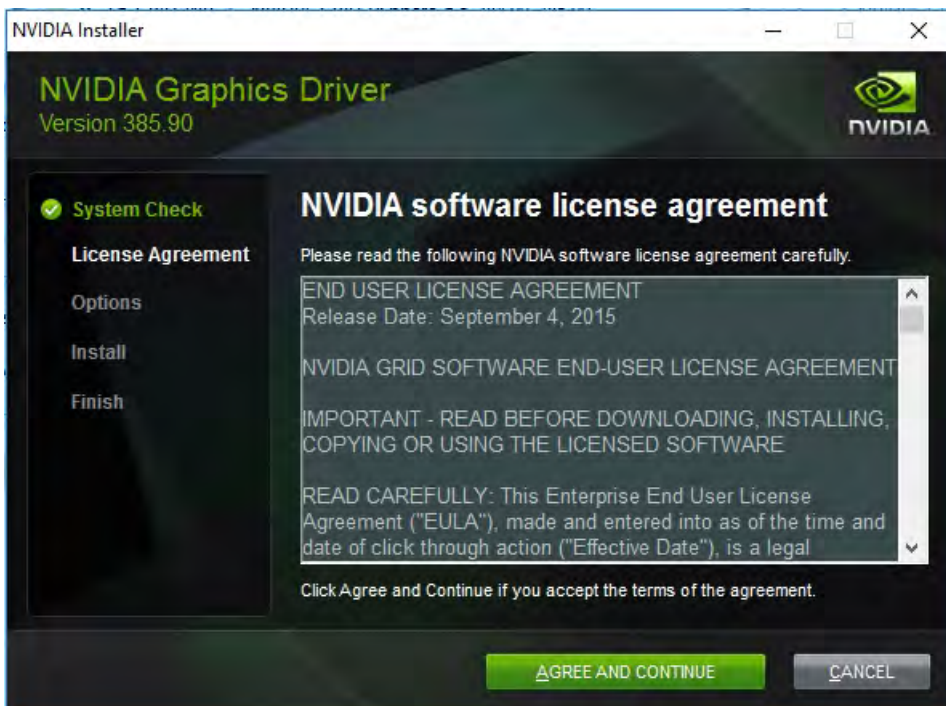 NVIDIA Installer
NVIDIA Graphics Driver
Version 385.90
NVIDIA
System Check
License Agreement
Options
Install
Finish
NVIDIA software license agreement
Please read the following NVIDIA software license agreement carefully.
END USER LICENSE AGREEMENT
Release Date: September 4, 2015
NVIDIA GRID SOFTWARE END-USER LICENSE AGREEMENT
IMPORTANT - READ BEFORE DOWNLOADING, INSTALLING,
COPYING OR USING THE LICENSED SOFTWARE
READ CAREFULLY: This Enterprise End User License
Agreement ("EULA"), made and entered into as of the time and
date of click through action ("Effective Date"), is a legal
Click Agree and Continue if you accept the terms of the agreement.
AGREE AND CONTINUE
CANCEL